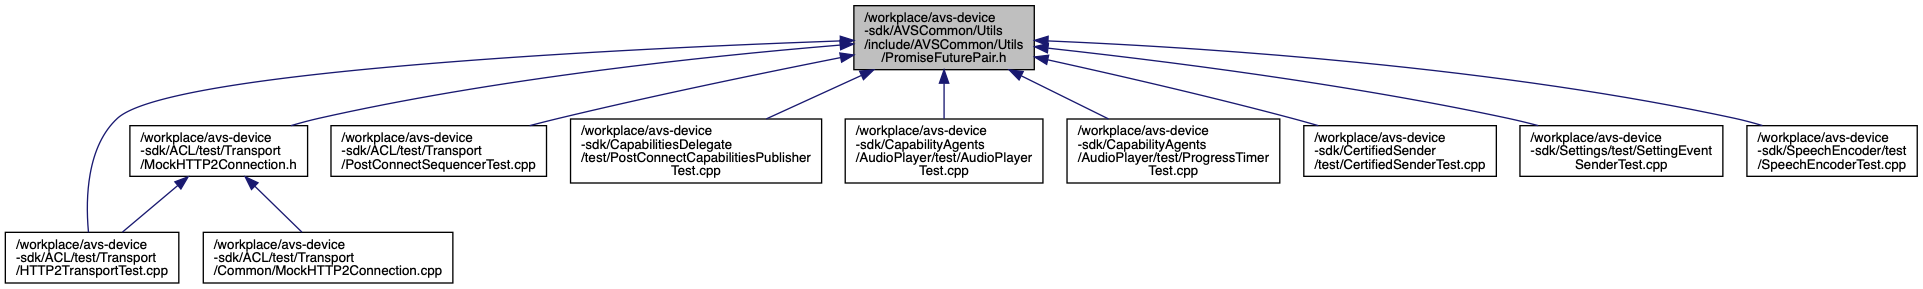 /workplace/avs-device
-sdk/AVSCommon/Utils
/include/AVSCommon/Utils
/PromiseFuturePair.h
/workplace/avs-device
-sdk/ACL/test/Transport
/MockHTTP2Connection.h
/workplace/avs-device
-sdk/ACL/test/Transport
/PostConnectSequencerTest.cpp
/workplace/avs-device
-sdk/CapabilitiesDelegate
/test/PostConnectCapabilitiesPublisher
Test.cpp
/workplace/avs-device
-sdk/CapabilityAgents
/AudioPlayer/test/AudioPlayer
Test.cpp
/workplace/avs-device
-sdk/CapabilityAgents
/AudioPlayer/test/ProgressTimer
Test.cpp
/workplace/avs-device
-sdk/CertifiedSender
/test/CertifiedSenderTest.cpp
/workplace/avs-device
-sdk/Settings/test/SettingEvent
SenderTest.cpp
/workplace/avs-device
-sdk/SpeechEncoder/test
/SpeechEncoderTest.cpp
/workplace/avs-device
-sdk/ACL/test/Transport
/HTTP2TransportTest.cpp
/workplace/avs-device
-sdk/ACL/test/Transport
/Common/MockHTTP2Connection.cpp